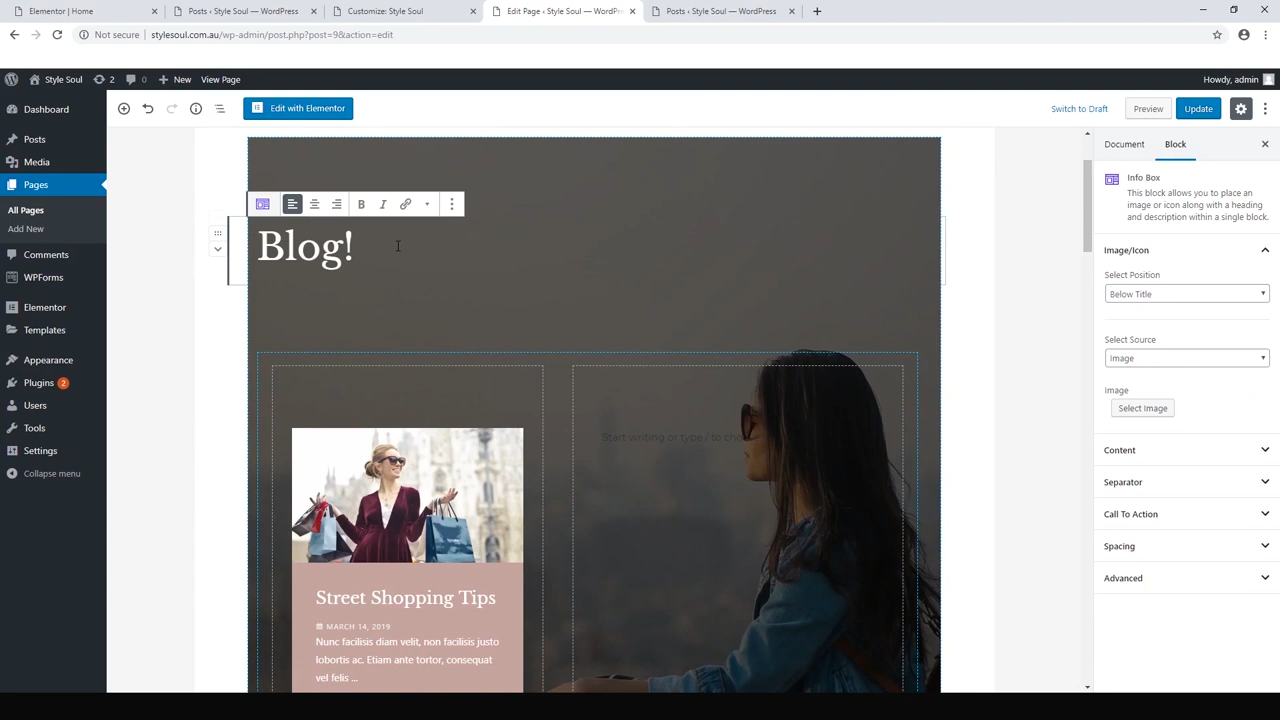 Elementor | Home
Posts ‹ Style Soul — WordPress
Customize: Style Soul
Edit Page ‹ Style Soul — WordPr
Posts ‹ Style Soul — WordPress
Not secure | stylesoul.com.au/wp-admin/post.php?post=9&action=edit
Style Soul 2 0 New View Page Howdy, admin
Dashboard
Posts
Media
Pages
All Pages
Add New
Comments
WPForms
Elementor
Templates
Appearance
Plugins 2
Users
Tools
Settings
Collapse menu
Edit with Elementor
Switch to Draft
Preview
Update
B I
Blog!
Start writing or type / to cho
Street Shopping Tips
MARCH 14, 2019
Nunc facilisis diam velit, non facilisis justo
lobortis ac. Etiam ante tortor, consequat
vel felis ...
Document
Block
Info Box
This block allows you to place an
image or icon along with a heading
and description within a single block.
Image/Icon
Select Position
Below Title
Select Source
Image
Image
Select Image
Content
Separator
Call To Action
Spacing
Advanced